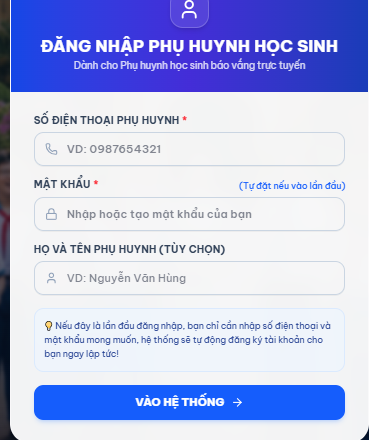 ĐĂNG NHẬP PHỤ HUYNH HỌC SINH
Dành cho Phụ huynh học sinh báo vắng trực tuyến
SỐ ĐIỆN THOẠI PHỤ HUYNH *
VD: 0987654321
MẬT KHẨU * (Tự đặt nếu vào lần đầu)
Nhập hoặc tạo mật khẩu của bạn
HỌ VÀ TÊN PHỤ HUYNH (TÙY CHỌN)
VD: Nguyễn Văn Hùng
💡 Nếu đây là lần đầu đăng nhập, bạn chỉ cần nhập số điện thoại và
mật khẩu mong muốn, hệ thống sẽ tự động đăng ký tài khoản cho
bạn ngay lập tức!
VÀO HỆ THỐNG →